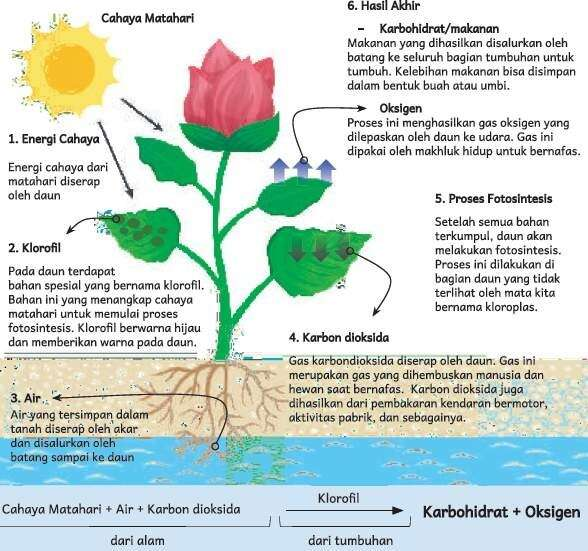 Cahaya Matahari
1. Energi Cahaya
Energi cahaya dari
matahari diserap
oleh daun
2. Klorofil
Pada daun terdapat
bahan spesial yang bernama klorofil.
Bahan ini yang menangkap cahaya
matahari untuk memulai proses
fotosintesis. Klorofil berwarna hijau
dan memberikan warna pada daun.
3. Air
Air yang tersimpan dalam
tanah diserap oleh akar
dan disalurkan oleh
batang sampai ke daun
4. Karbon dioksida
Gas karbondioksida diserap oleh daun. Gas ini
merupakan gas yang dihembuskan manusia dan
hewan saat bernafas. Karbon dioksida juga
dihasilkan dari pembakaran kendaran bermotor,
aktivitas pabrik, dan sebagainya.
5. Proses Fotosintesis
Setelah semua bahan
terkumpul, daun akan
melakukan fotosintesis.
Proses ini dilakukan di
bagian daun yang tidak
terlihat oleh mata kita
bernama kloroplas.
6. Hasil Akhir
– Karbohidrat/makanan
Makanan yang dihasilkan disalurkan oleh
batang ke seluruh bagian tumbuhan untuk
tumbuh. Kelebihan makanan bisa disimpan
dalam bentuk buah atau umbi.
Oksigen
Proses ini menghasilkan gas oksigen yang
dilepaskan oleh daun ke udara. Gas ini
dipakai oleh makhluk hidup untuk bernafas.
Cahaya Matahari + Air + Karbon dioksida
Klorofil
Karbohidrat + Oksigen
dari alam
dari tumbuhan